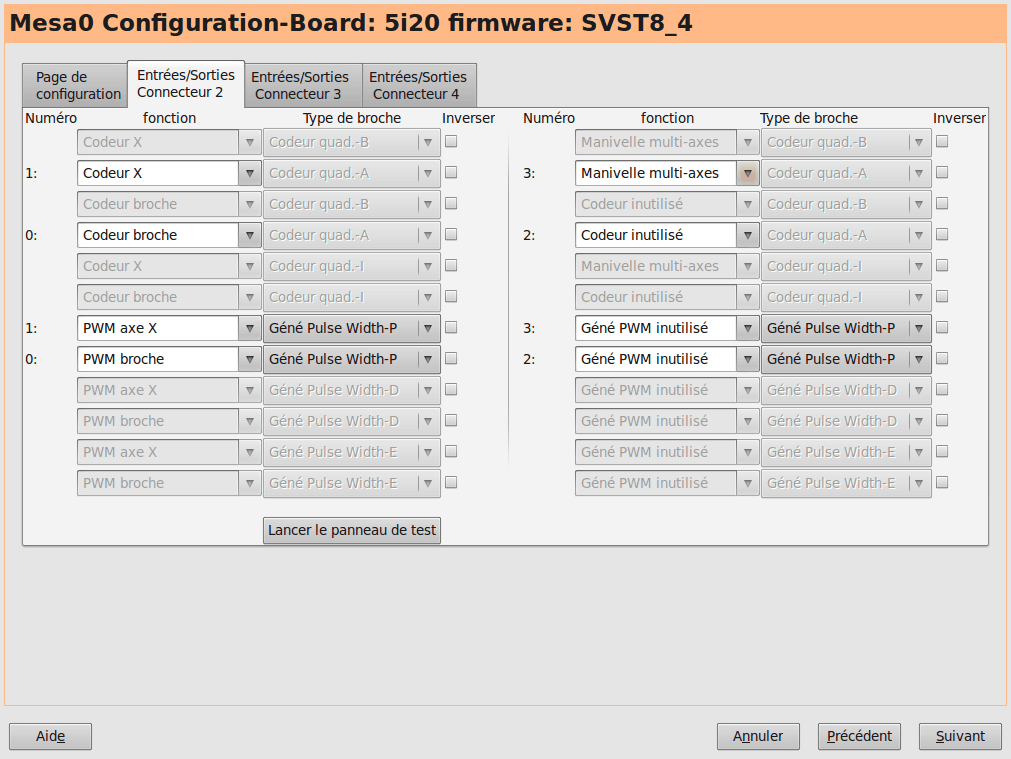 Mesa0 Configuration-Board: 5i20 firmware: SVST8_4
Page de
configuration
Entrées/Sorties
Connecteur 2
Entrées/Sorties
Connecteur 3
Entrées/Sorties
Connecteur 4
Numéro fonction Type de broche Inverser
Codeur X Codeur quad.-B
1: Codeur X Codeur quad.-A
Codeur broche Codeur quad.-B
0: Codeur broche Codeur quad.-A
Codeur X Codeur quad.-I
Codeur broche Codeur quad.-I
1: PWM axe X Géné Pulse Width-P
0: PWM broche Géné Pulse Width-P
PWM axe X Géné Pulse Width-D
PWM broche Géné Pulse Width-D
PWM axe X Géné Pulse Width-E
PWM broche Géné Pulse Width-E
Lancer le panneau de test
Numéro fonction Type de broche Inverser
Manivelle multi-axes Codeur quad.-B
3: Manivelle multi-axes Codeur quad.-A
Codeur inutilisé Codeur quad.-B
2: Codeur inutilisé Codeur quad.-A
Manivelle multi-axes Codeur quad.-I
Codeur inutilisé Codeur quad.-I
3: Géné PWM inutilisé Géné Pulse Width-P
2: Géné PWM inutilisé Géné Pulse Width-P
Géné PWM inutilisé Géné Pulse Width-D
Géné PWM inutilisé Géné Pulse Width-D
Géné PWM inutilisé Géné Pulse Width-E
Géné PWM inutilisé Géné Pulse Width-E
Aide Annuler Précédent Suivant